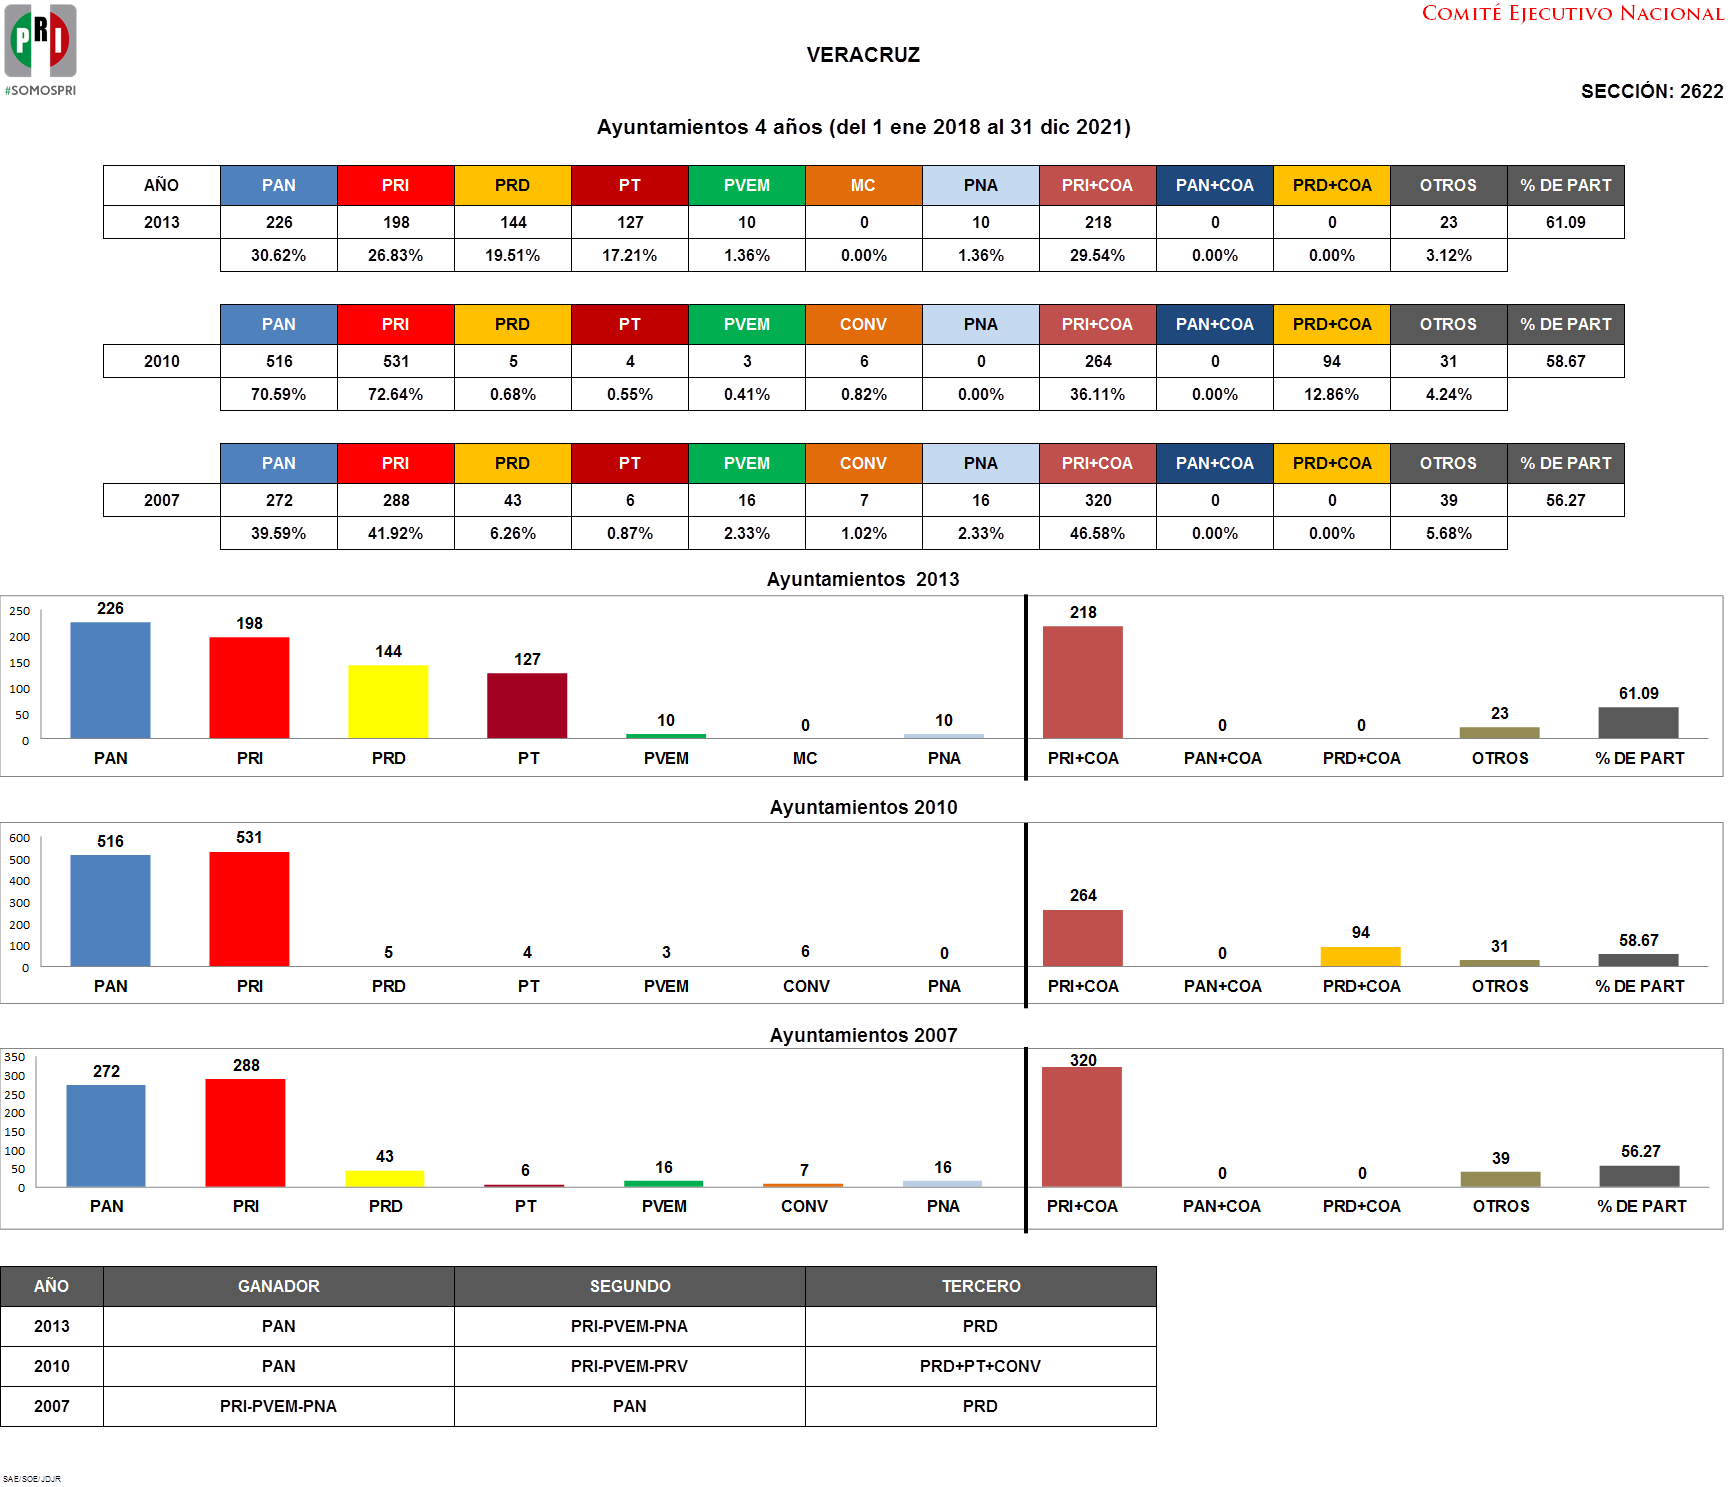 PRI
#SOMOSPRI
COMITÉ EJECUTIVO NACIONAL
VERACRUZ
SECCIÓN: 2622
Ayuntamientos 4 años (del 1 ene 2018 al 31 dic 2021)
AÑO PAN PRI PRD PT PVEM MC PNA PRI+COA PAN+COA PRD+COA OTROS % DE PART
2013 226 198 144 127 10 0 10 218 0 0 23 61.09
30.62% 26.83% 19.51% 17.21% 1.36% 0.00% 1.36% 29.54% 0.00% 0.00% 3.12%
PAN PRI PRD PT PVEM CONV PNA PRI+COA PAN+COA PRD+COA OTROS % DE PART
2010 516 531 5 4 3 6 0 264 0 94 31 58.67
70.59% 72.64% 0.68% 0.55% 0.41% 0.82% 0.00% 36.11% 0.00% 12.86% 4.24%
PAN PRI PRD PT PVEM CONV PNA PRI+COA PAN+COA PRD+COA OTROS % DE PART
2007 272 288 43 6 16 7 16 320 0 0 39 56.27
39.59% 41.92% 6.26% 0.87% 2.33% 1.02% 2.33% 46.58% 0.00% 0.00% 5.68%
Ayuntamientos 2013
250
200
150
100
50
0
226 198 144 127 10 0 10 218 0 0 23 61.09
PAN PRI PRD PT PVEM MC PNA PRI+COA PAN+COA PRD+COA OTROS % DE PART
Ayuntamientos 2010
600
500
400
300
200
100
0
516 531 5 4 3 6 0 264 0 94 31 58.67
PAN PRI PRD PT PVEM CONV PNA PRI+COA PAN+COA PRD+COA OTROS % DE PART
Ayuntamientos 2007
350
300
250
200
150
100
50
0
272 288 43 6 16 7 16 320 0 0 39 56.27
PAN PRI PRD PT PVEM CONV PNA PRI+COA PAN+COA PRD+COA OTROS % DE PART
AÑO GANADOR SEGUNDO TERCERO
2013 PAN PRI-PVEM-PNA PRD
2010 PAN PRI-PVEM-PRV PRD+PT+CONV
2007 PRI-PVEM-PNA PAN PRD
SAE/SOE/JDJR